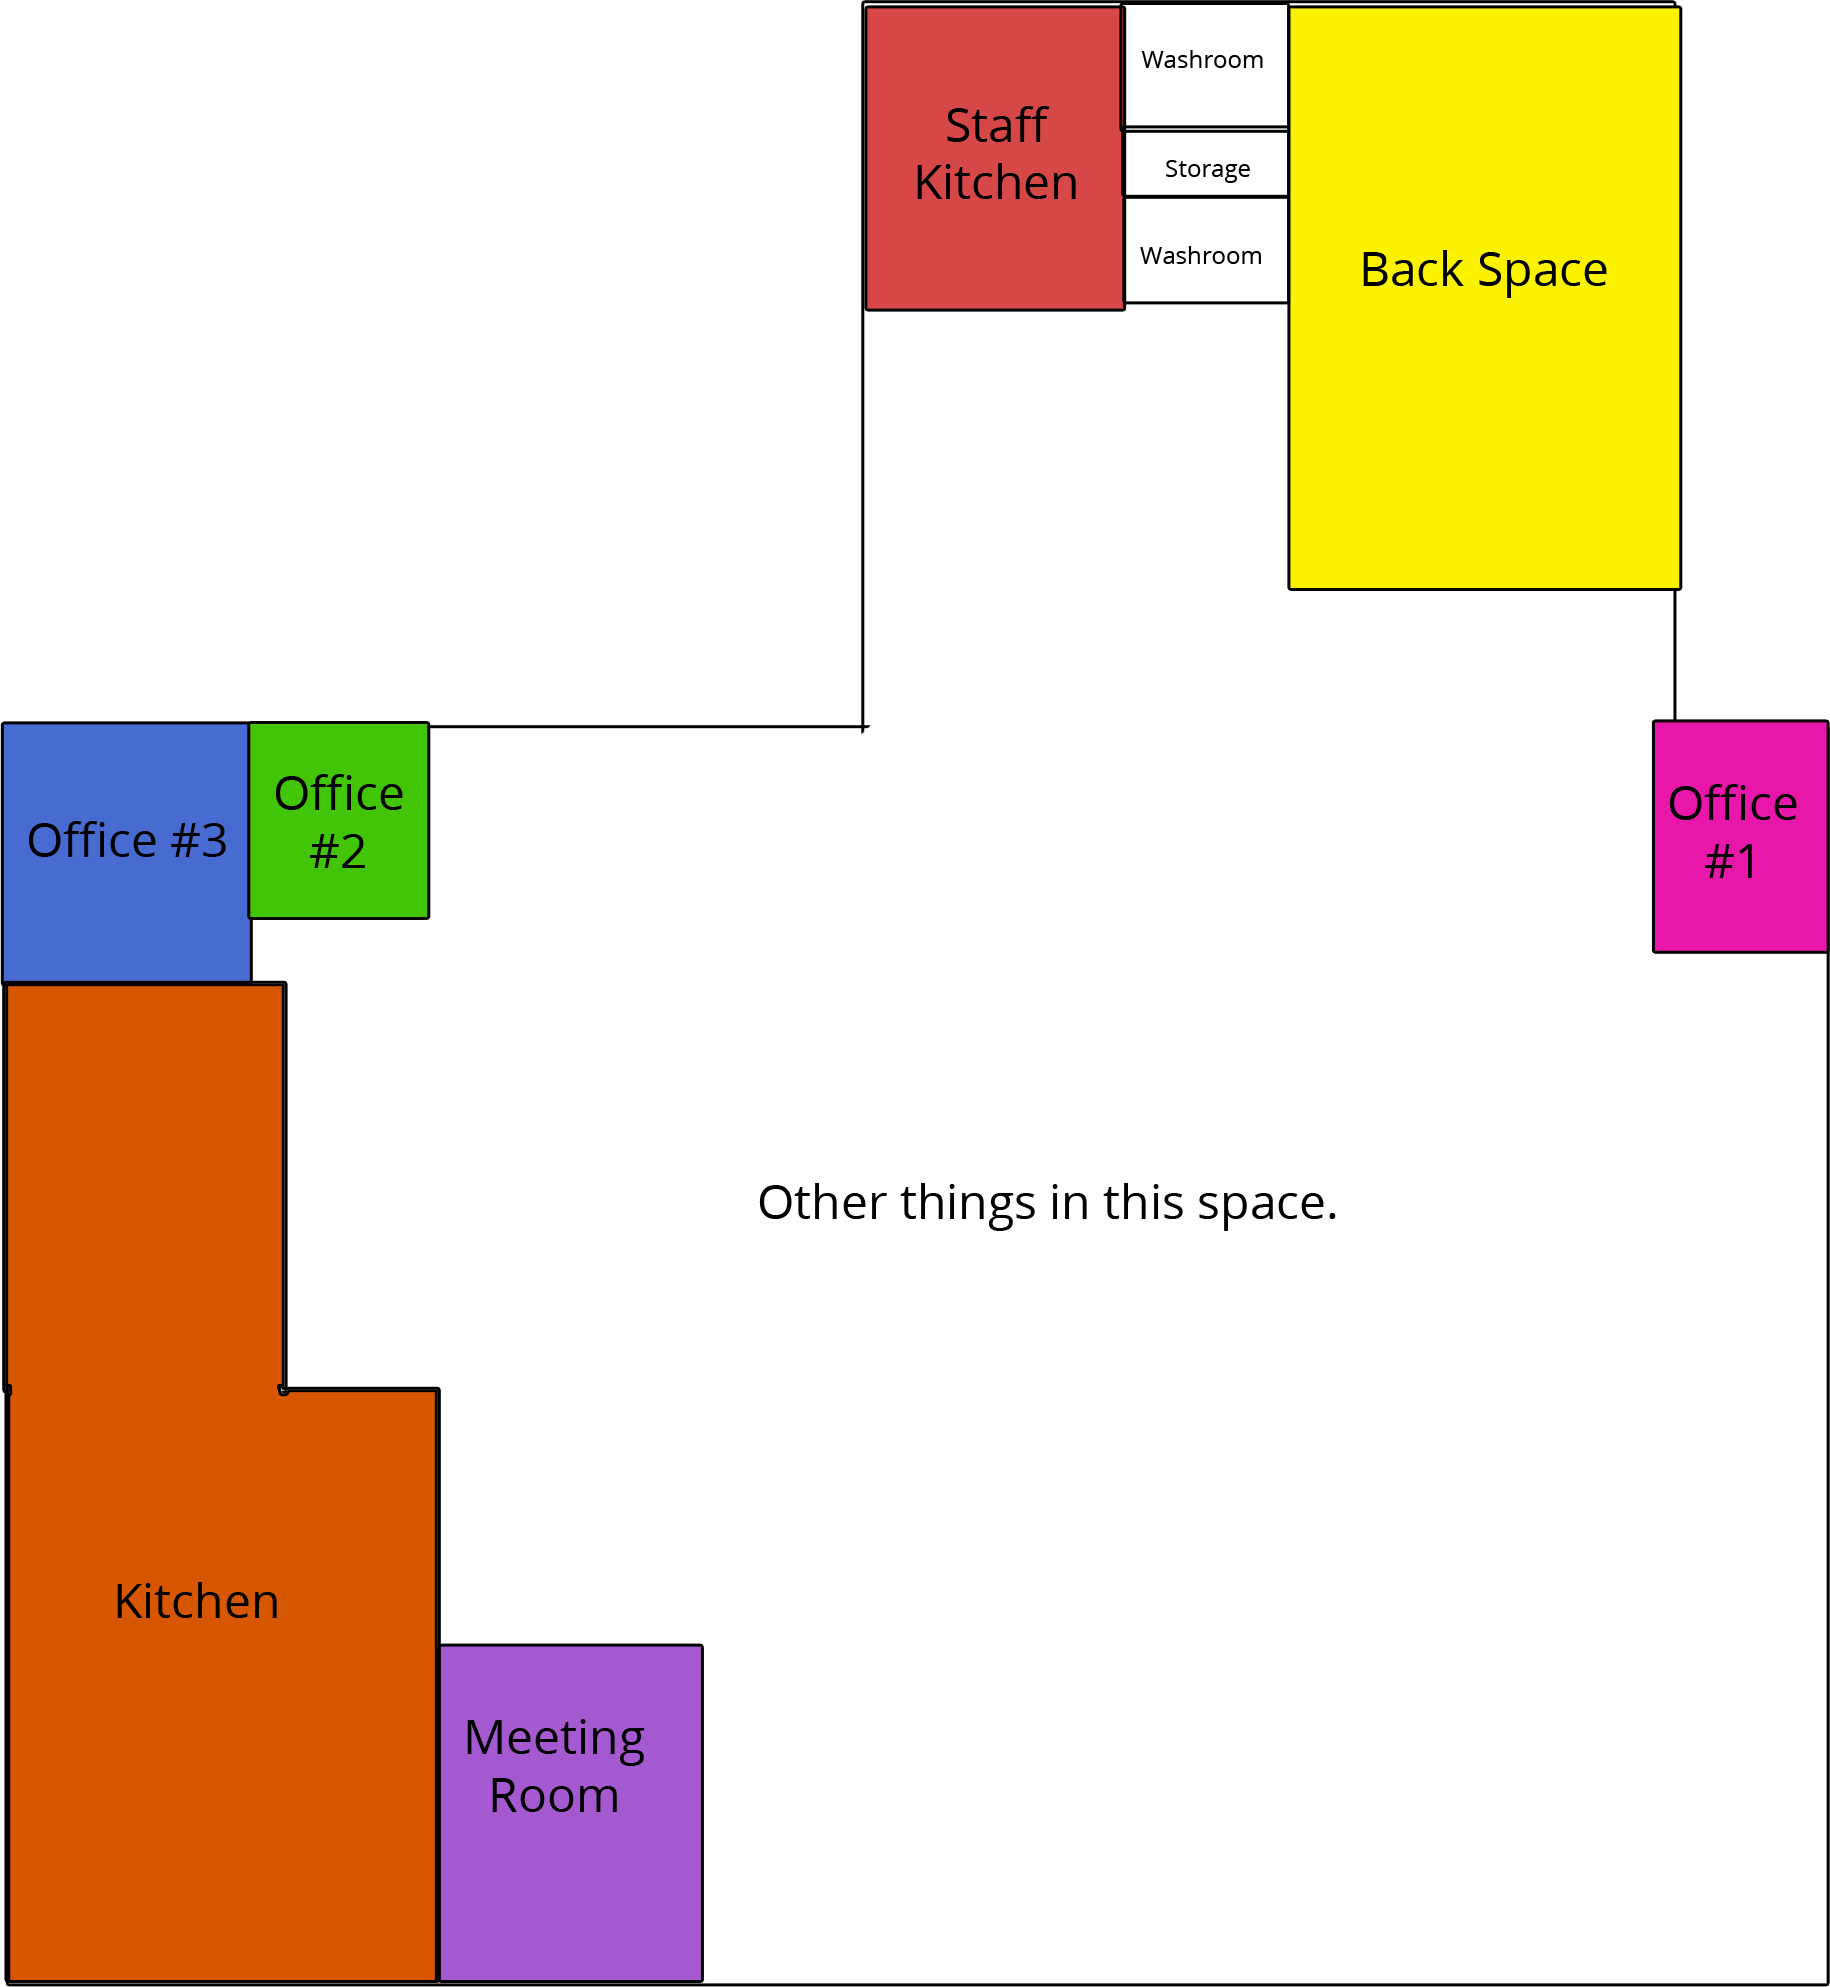 Staff
Kitchen
Washroom
Storage
Washroom
Back Space
Office #3
Office
#2
Office
#1
Other things in this space.
Kitchen
Meeting
Room